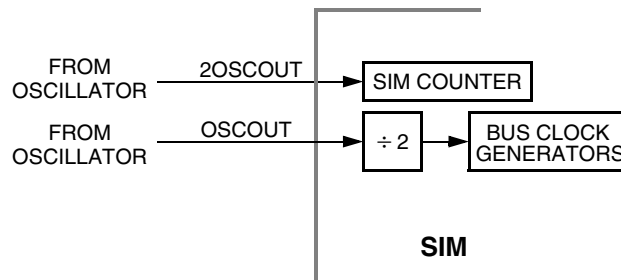 FROM
OSCILLATOR
2OSCOUT
SIM COUNTER
FROM
OSCILLATOR
OSCOUT
÷ 2
BUS CLOCK
GENERATORS
SIM